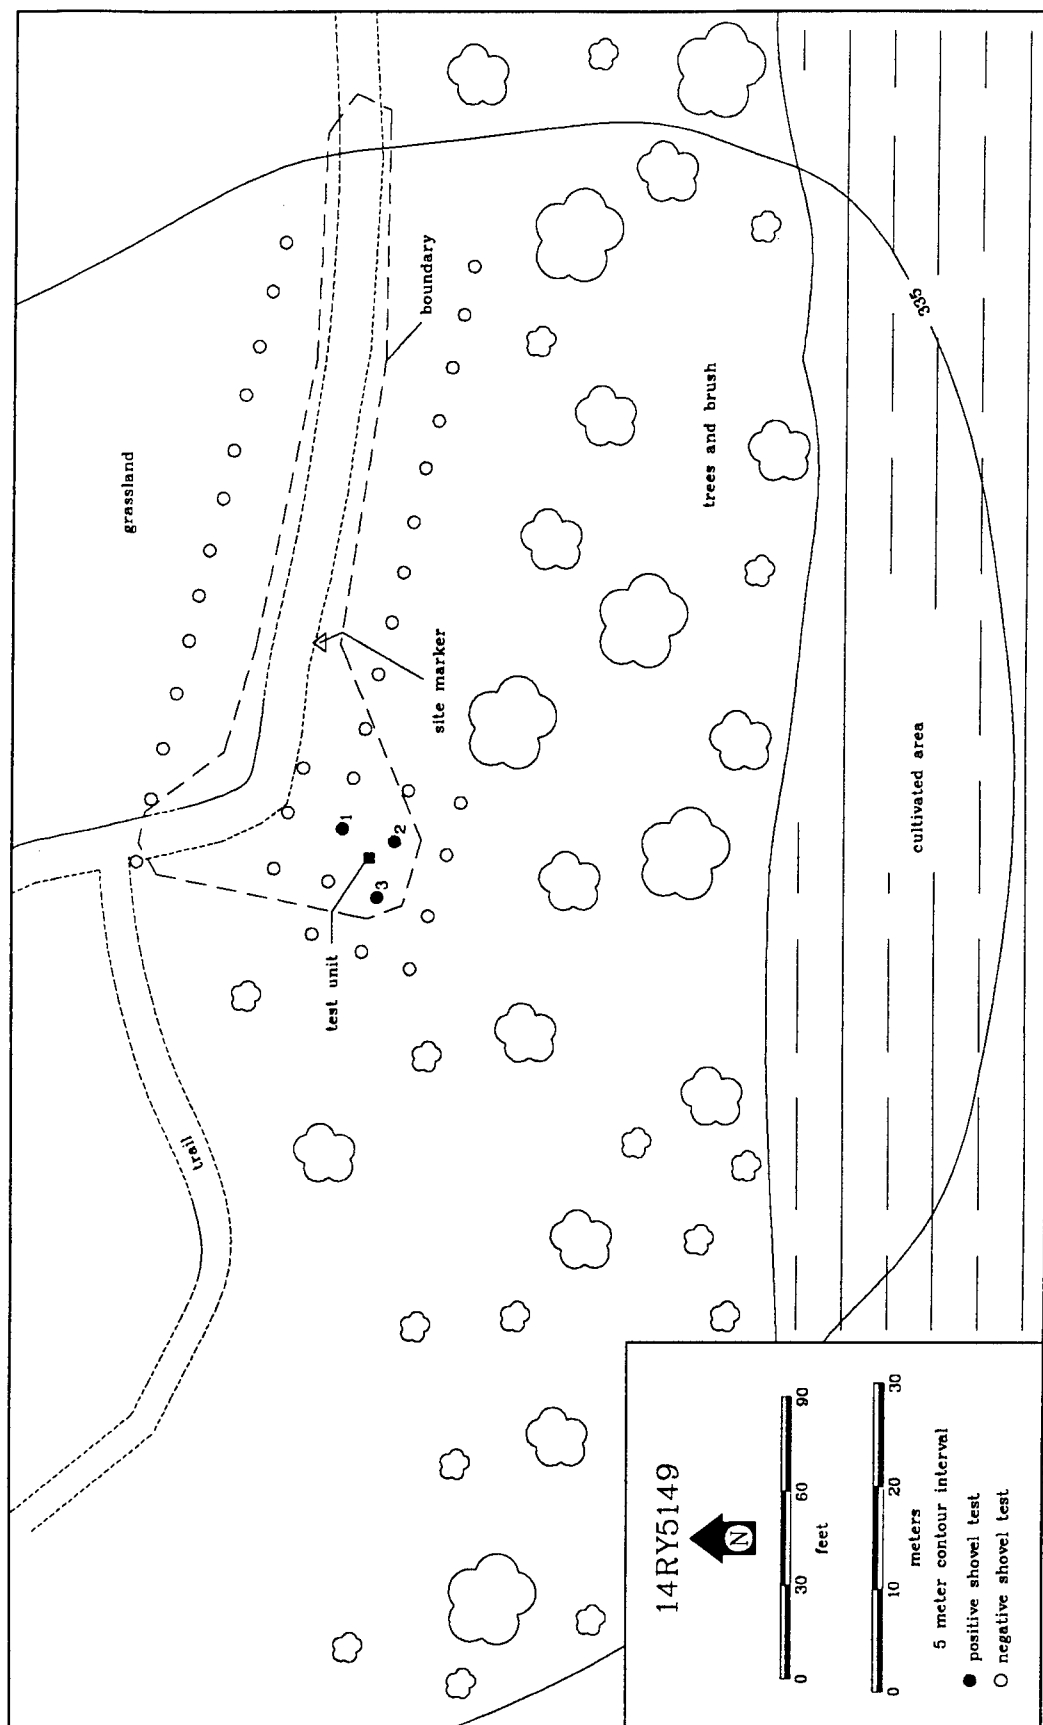 grassland
boundary
site marker
1
2
3
test unit
trail
trees and brush
cultivated area
335
14RY5149
N
0 30 60 90
feet
0 10 20 30
meters
5 meter contour interval
positive shovel test
negative shovel test